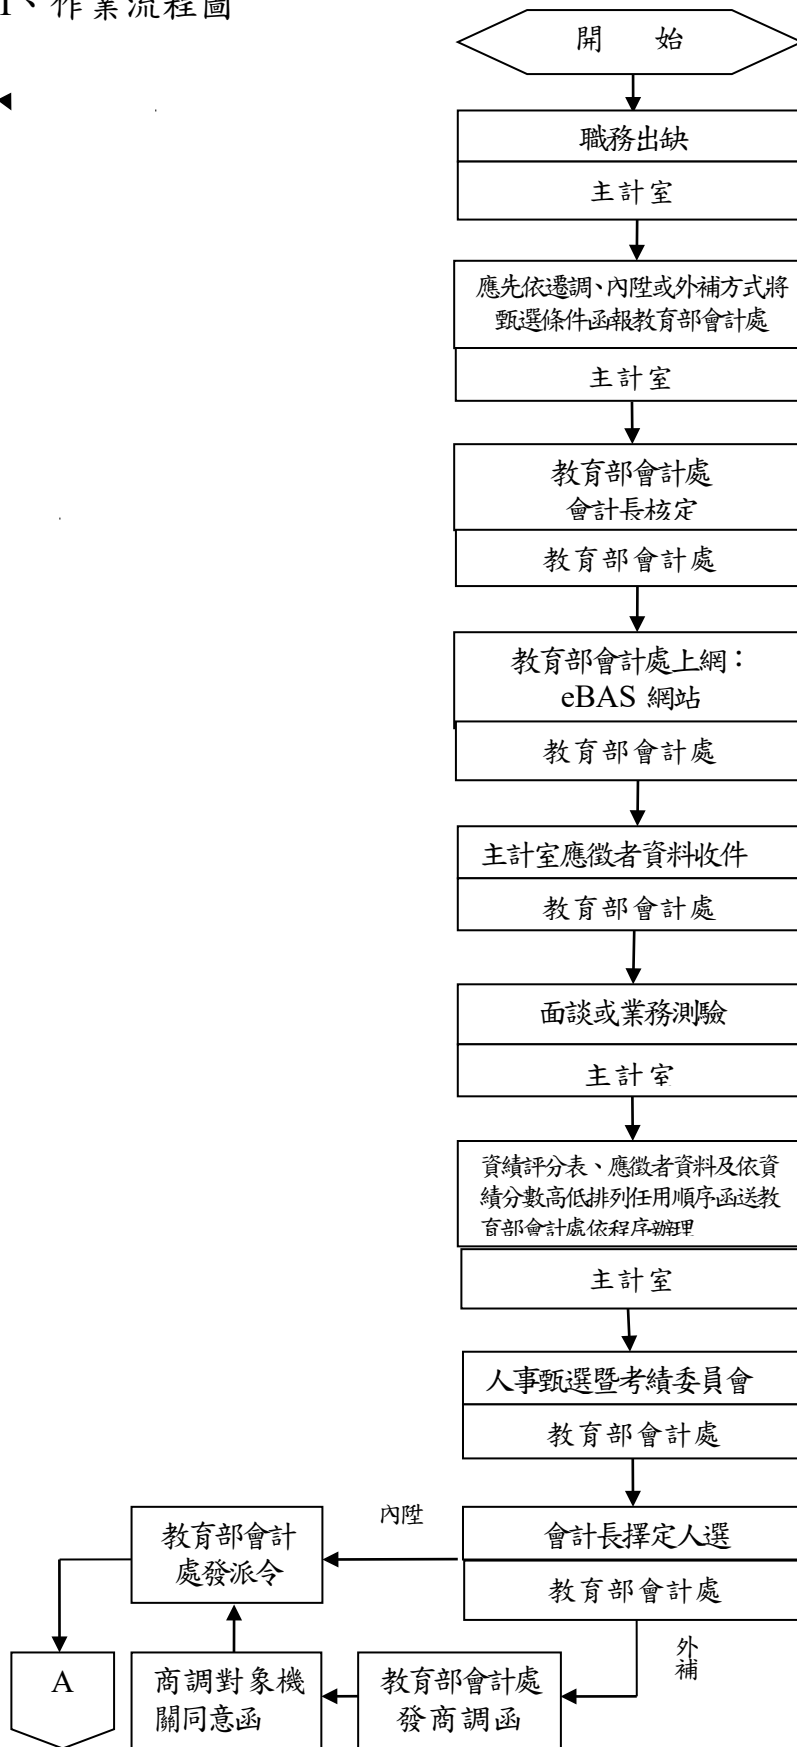 1、作業流程圖
開 始
職務出缺
主計室
應先依遷調、內陞或外補方式將
甄選條件函報教育部會計處
主計室
教育部會計處
會計長核定
教育部會計處
教育部會計處上網：
eBAS 網站
教育部會計處
主計室應徵者資料收件
教育部會計處
面談或業務測驗
主計室
資績評分表、應徵者資料及依資
績分數高低排列任用順序函送教
育部會計處依程序辦理
主計室
人事甄選暨考績委員會
教育部會計處
內陞
會計長擇定人選
教育部會計處
教育部會計
處發派令
外
補
A
商調對象機
關同意函
教育部會計處
發商調函